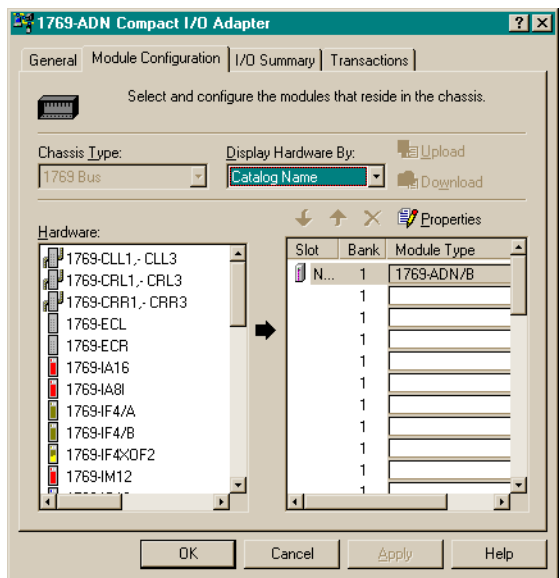 1769-ADN Compact I/O Adapter
General Module Configuration I/O Summary Transactions
Select and configure the modules that reside in the chassis.
Chassis Type: Display Hardware By: Upload
1769 Bus Catalog Name Download
Properties
Hardware:
Slot Bank Module Type
N... 1 1769-ADN/B
1
1
1
1
1
1
1
1
1
1
1769-CLL1,- CLL3
1769-CRL1,- CRL3
1769-CRR1,- CRR3
1769-ECL
1769-ECR
1769-IA16
1769-IA8I
1769-IF4/A
1769-IF4/B
1769-IF4XOF2
1769-IM12
OK Cancel Apply Help